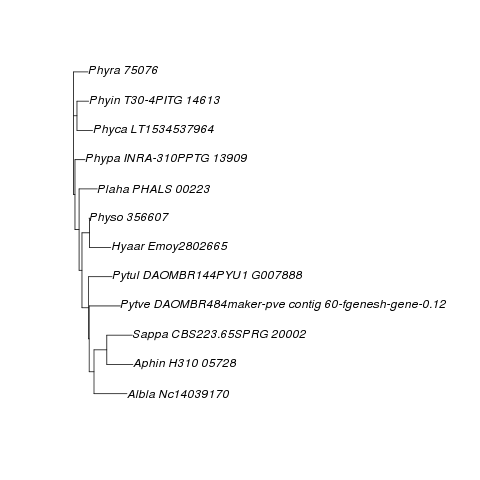 Phyra 75076
Phyin T30-4PITG 14613
Phyca LT1534537964
Phypa INRA-310PPTG 13909
Plaha PHALS 00223
Physo 356607
Hyaar Emoy2802665
Pytul DAOMBR144PYU1 G007888
Pytve DAOMBR484maker-pve contig 60-fgenesh-gene-0.12
Sappa CBS223.65SPRG 20002
Aphin H310 05728
Albla Nc14039170